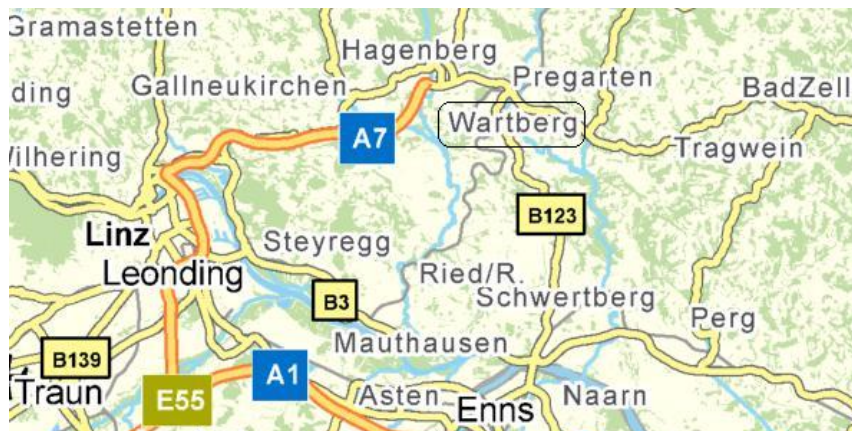 Gramastetten
Hagenberg
ding
Gallneukirchen
Pregarten
BadZell
A7
Wartberg
Wilhering
Tragwein
Linz
Steyregg
B123
Leonding
Ried/R.
B3
Schwertberg
Perg
Mauthausen
B139
A1
Traun
E55
Asten
Enns
Naarn